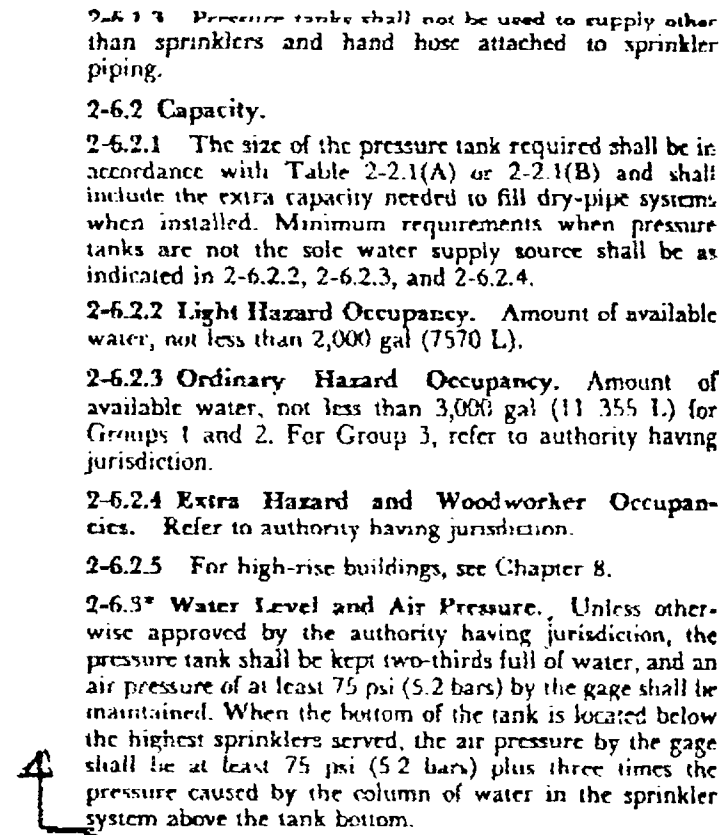 2-6.1.3 Pressure tanks shall not be used to supply other
than sprinklers and hand hose attached to sprinkler
piping.
2-6.2 Capacity.
2-6.2.1 The size of the pressure tank required shall be in
accordance with Table 2-2.1(A) or 2-2.1(B) and shall
include the extra capacity needed to fill dry-pipe systems
when installed. Minimum requirements when pressure
tanks are not the sole water supply source shall be as
indicated in 2-6.2.2, 2-6.2.3, and 2-6.2.4.
2-6.2.2 Light Hazard Occupancy. Amount of available
water, not less than 2,000 gal (7570 L).
2-6.2.3 Ordinary Hazard Occupancy. Amount of
available water, not less than 3,000 gal (11 355 L) for
Groups 1 and 2. For Group 3, refer to authority having
jurisdiction.
2-6.2.4 Extra Hazard and Woodworker Occupan-
cies. Refer to authority having jurisdiction.
2-6.2.5 For high-rise buildings, see Chapter 8.
2-6.3* Water Level and Air Pressure. Unless other-
wise approved by the authority having jurisdiction, the
pressure tank shall be kept two-thirds full of water, and an
air pressure of at least 75 psi (5.2 bars) by the gage shall be
maintained. When the bottom of the tank is located below
the highest sprinklers served, the air pressure by the gage
shall be at least 75 psi (5.2 bars) plus three times the
pressure caused by the column of water in the sprinkler
system above the tank bottom.